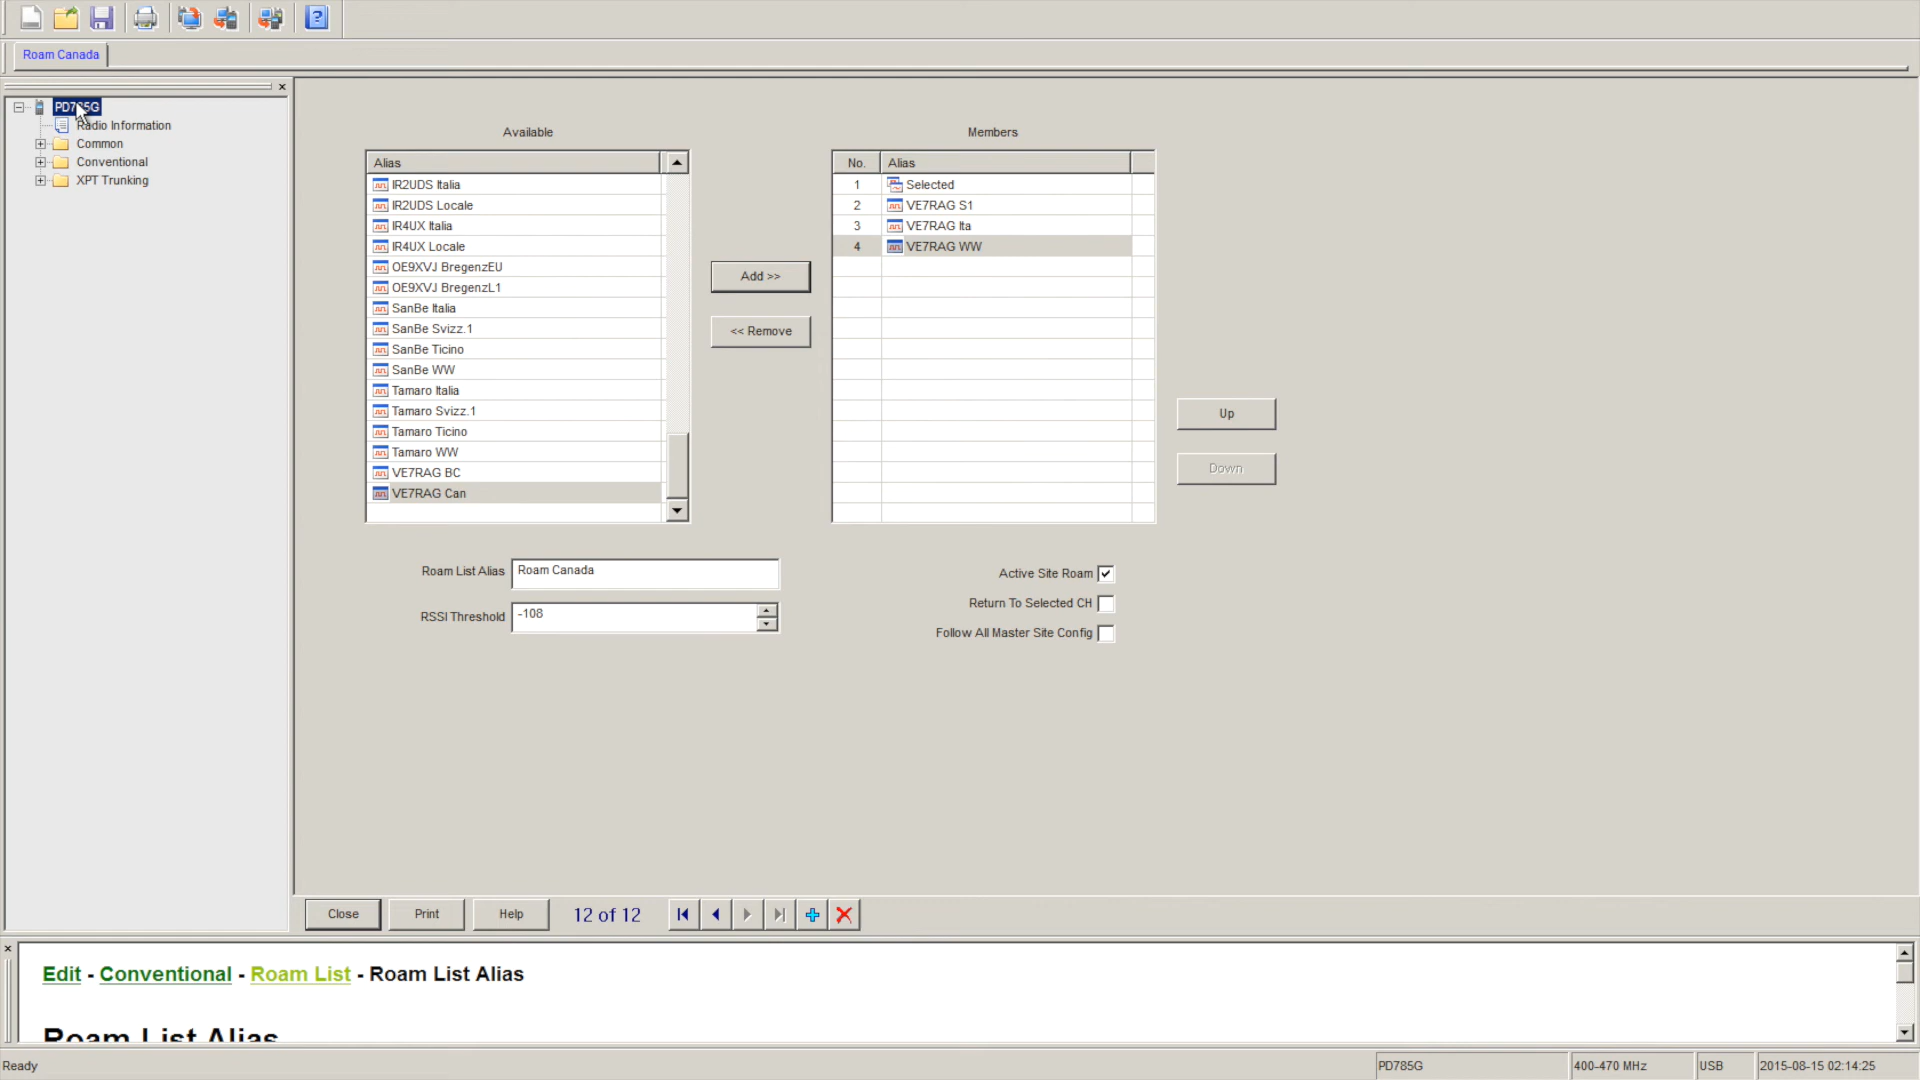 Roam Canada
PD785G
Radio Information
Common
Conventional
XPT Trunking
Available
Alias
IR2UDS Italia
IR2UDS Locale
IR4UX Italia
IR4UX Locale
OE9XVJ BregenzEU
OE9XVJ BregenzL1
SanBe Italia
SanBe Svizz.1
SanBe Ticino
SanBe WW
Tamaro Italia
Tamaro Svizz.1
Tamaro Ticino
Tamaro WW
VE7RAG BC
VE7RAG Can
Add >>
<< Remove
Members
No. Alias
1 Selected
2 VE7RAG S1
3 VE7RAG Ita
4 VE7RAG WW
Up
Down
Roam List Alias Roam Canada
RSSI Threshold -108
Active Site Roam
Return To Selected CH
Follow All Master Site Config
Close Print Help 12 of 12
Edit - Conventional - Roam List - Roam List Alias
Roam List Alias
Ready PD785G 400-470 MHz USB 2015-08-15 02:14:25